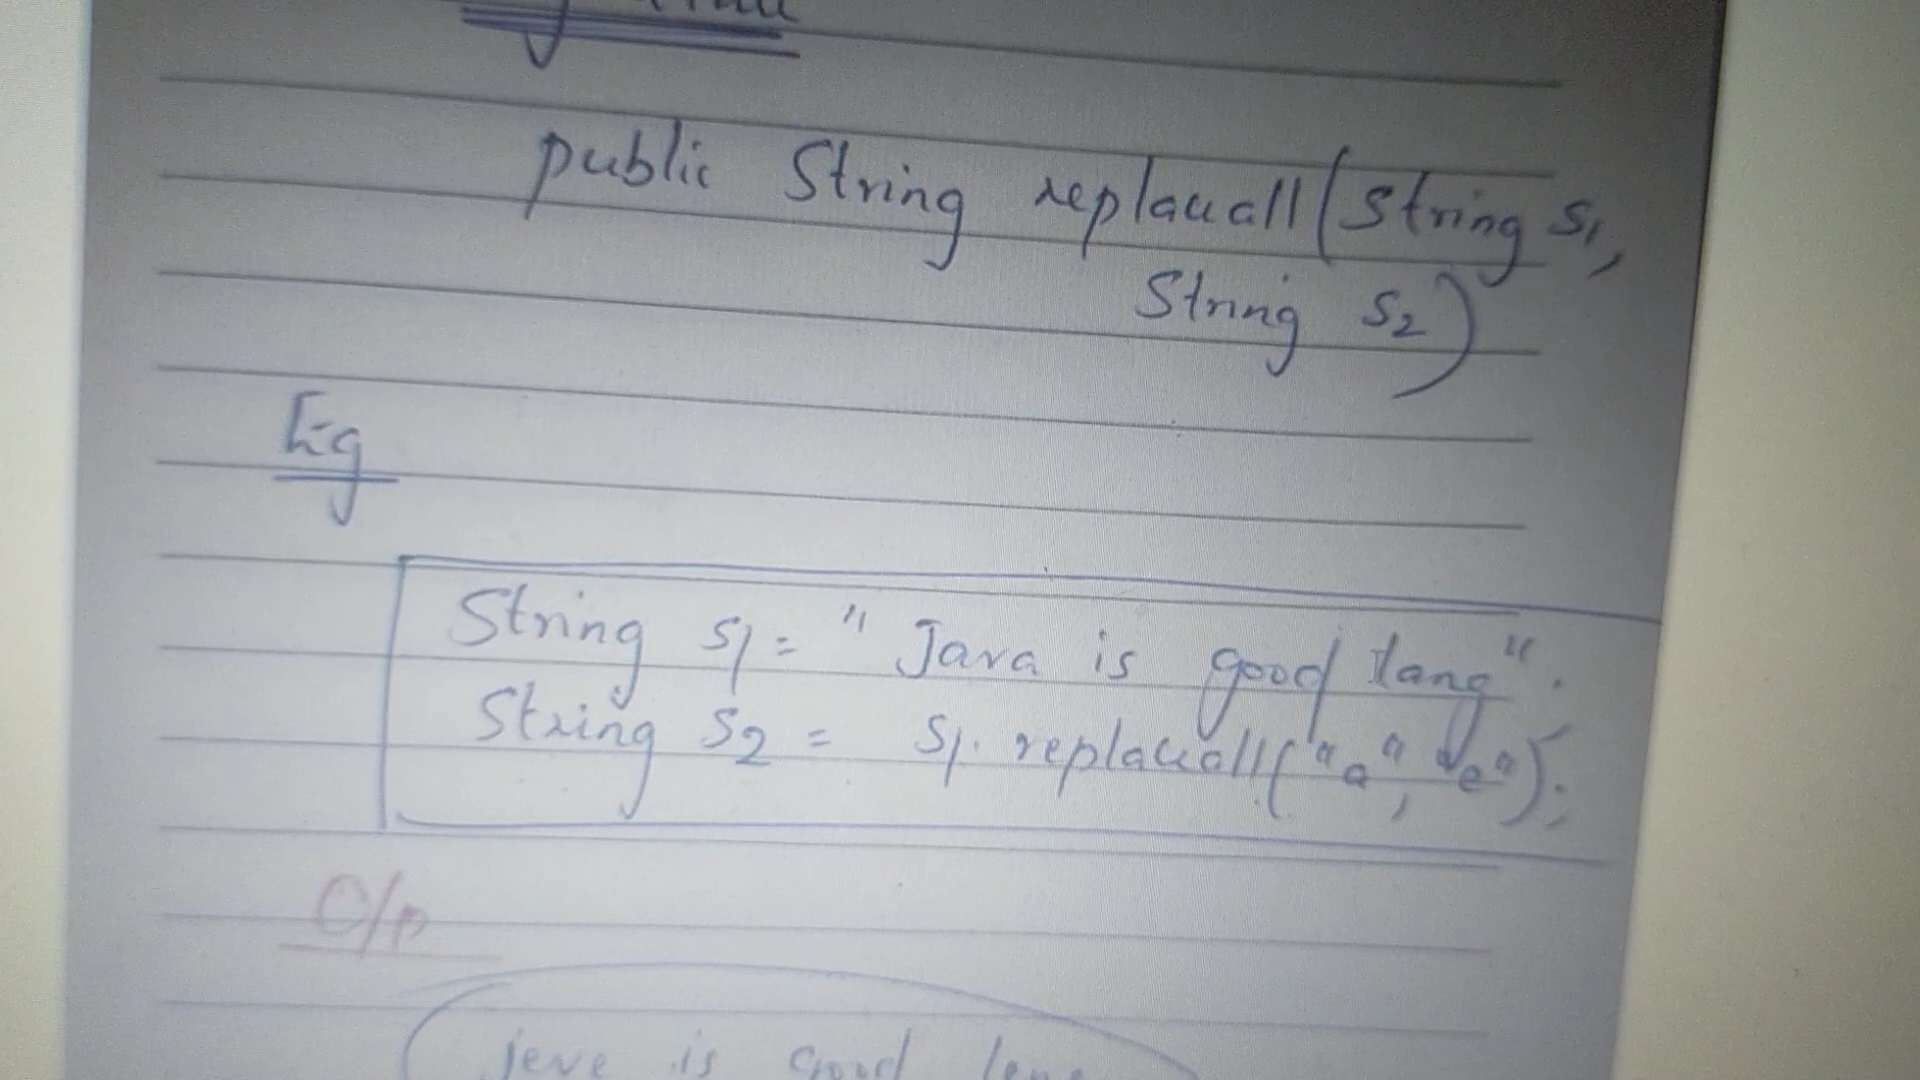 public String replaceall(String s1,
String s2)
Eg
String s1 = "Java is good lang".
String s2 = s1. replaceall("a", "e");
O/p
jeve is good leng